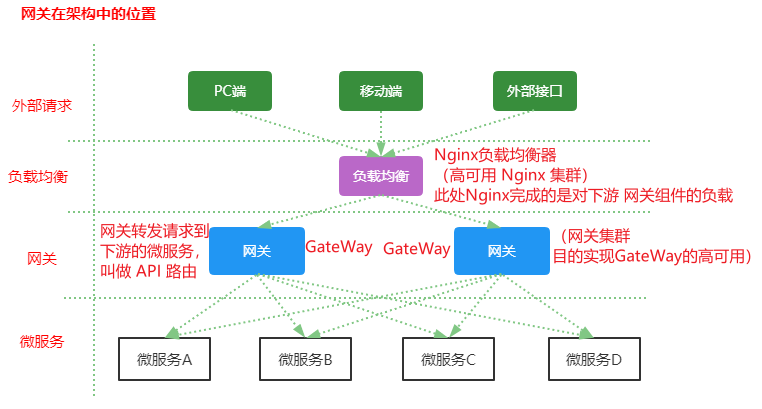 网关在架构中的位置
外部请求
PC端
移动端
外部接口
负载均衡
负载均衡
Nginx负载均衡器
（高可用 Nginx 集群）
此处Nginx完成的是对下游 网关组件的负载
网关
网关转发请求到
下游的微服务，
叫做 API 路由
网关
GateWay
GateWay
网关
（网关集群
目的实现GateWay的高可用）
微服务
微服务A
微服务B
微服务C
微服务D